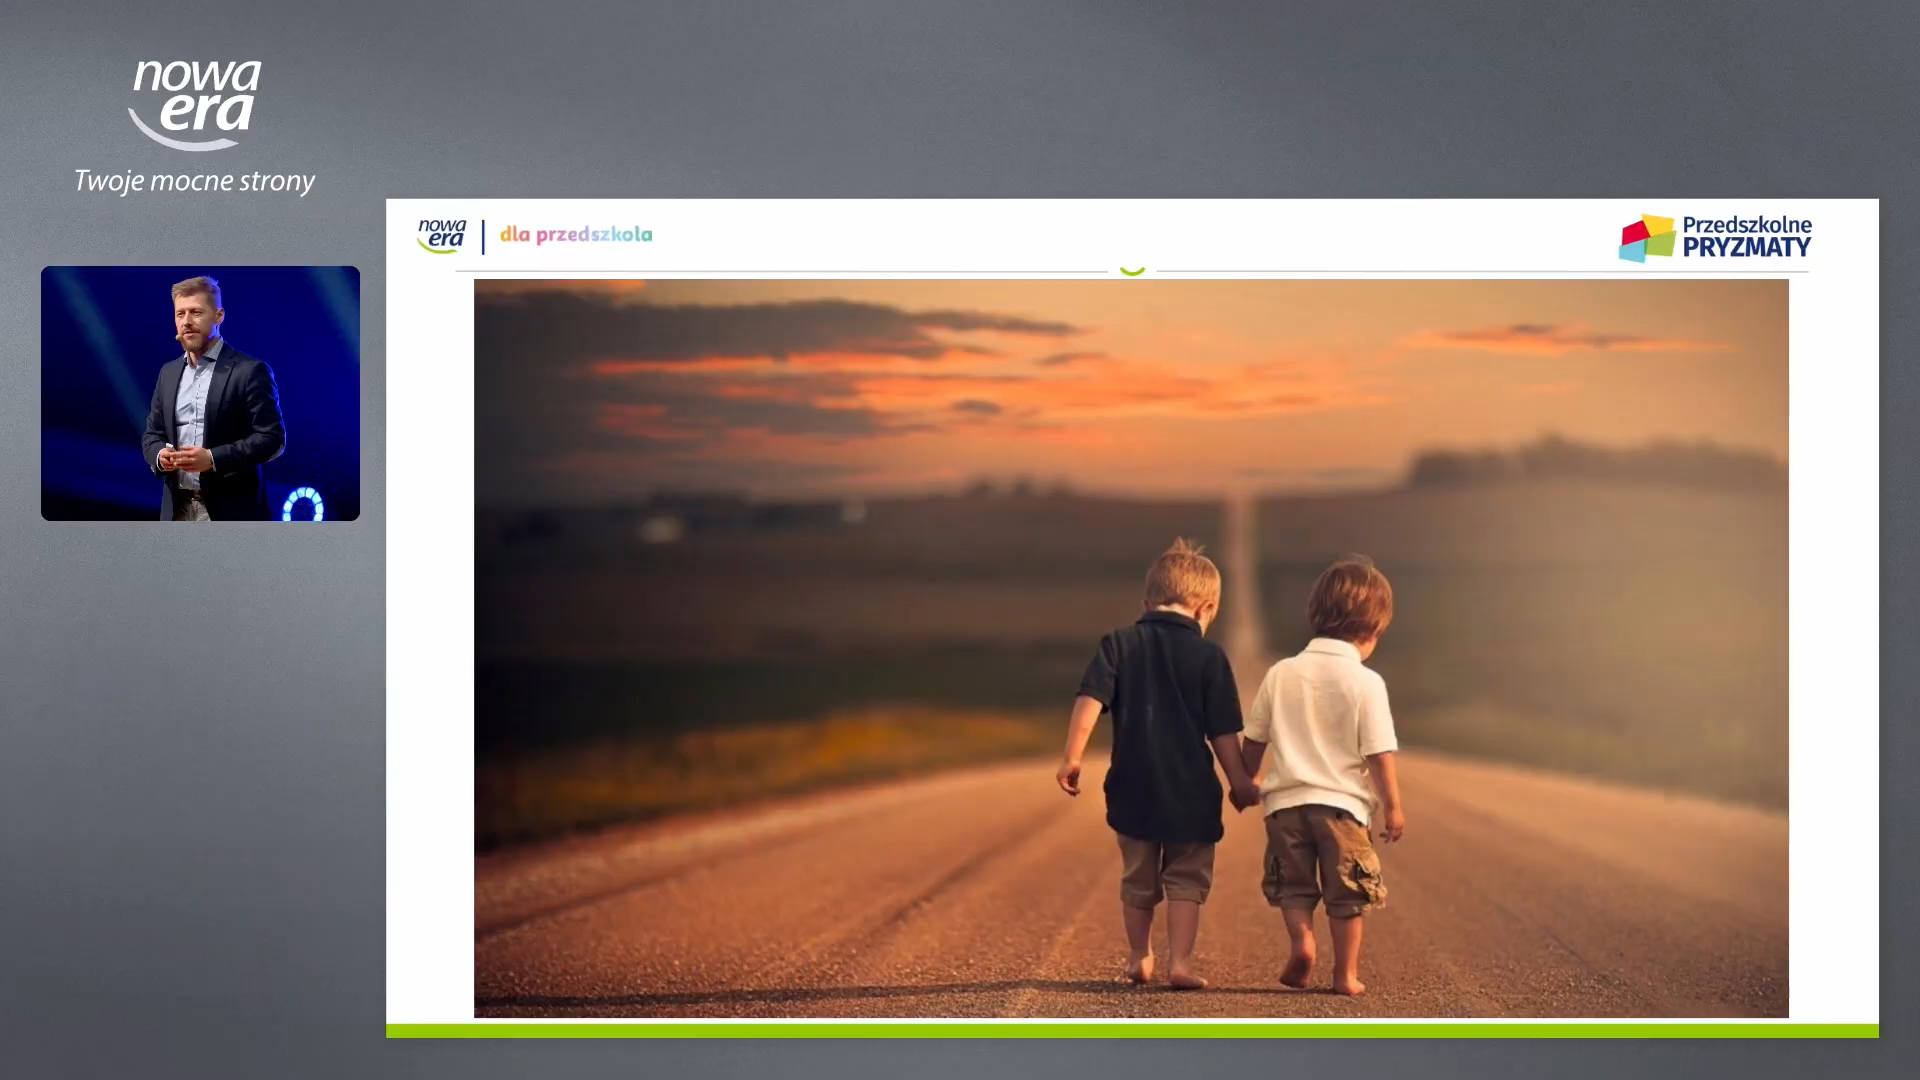 nowa
era
Twoje mocne strony
nowa
era
dla przedszkola
Przedszkolne
PRYZMATY